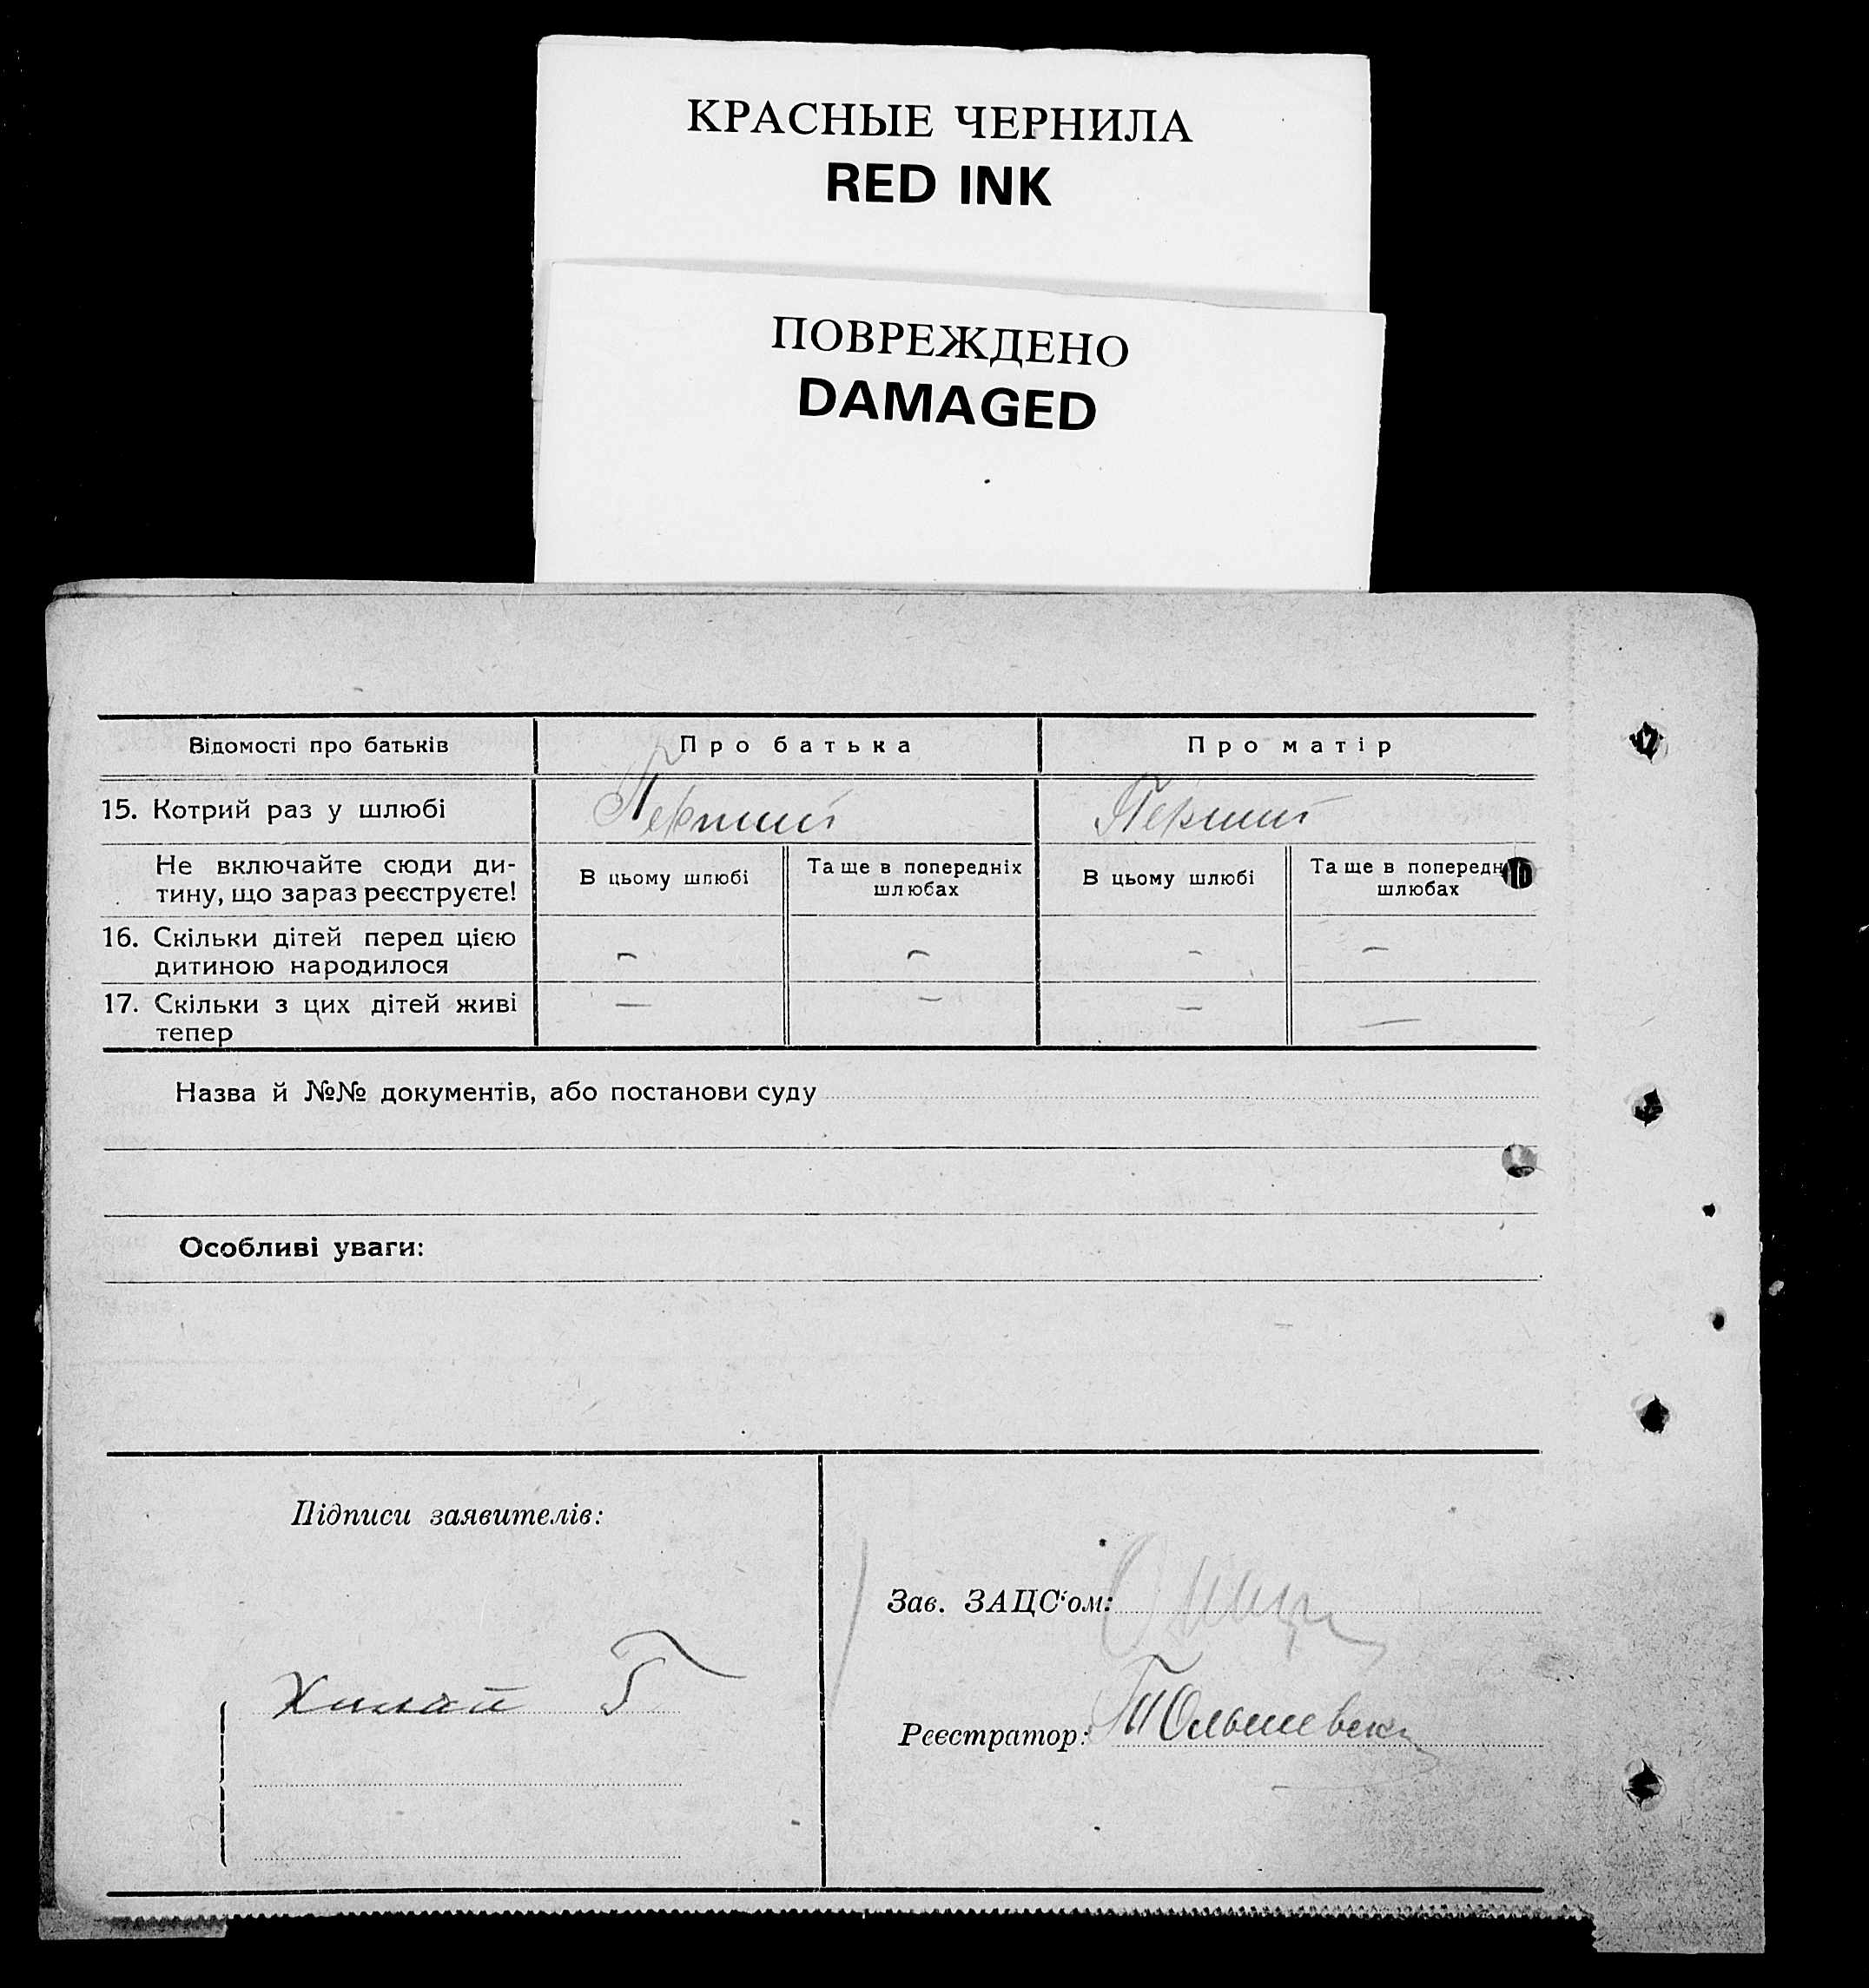 КРАСНЫЕ ЧЕРНИЛА
RED INK
ПОВРЕЖДЕНО
DAMAGED
Відомості про батьків Про батька Про матір
15. Котрий раз у шлюбі Перший Перший
Не включайте сюди ди-
тину, що зараз реєструєте!
В цьому шлюбі
Та ще в попередніх
шлюбах
В цьому шлюбі
Та ще в попередн
шлюбах
16. Скільки дітей перед цією
дитиною народилося
– – – –
17. Скільки з цих дітей живі
тепер
– – – –
Назва й №№ документів, або постанови суду
Особливі уваги:
Підписи заявителів:
Г
Зав. ЗАЦС‘ом:
Реєстратор: